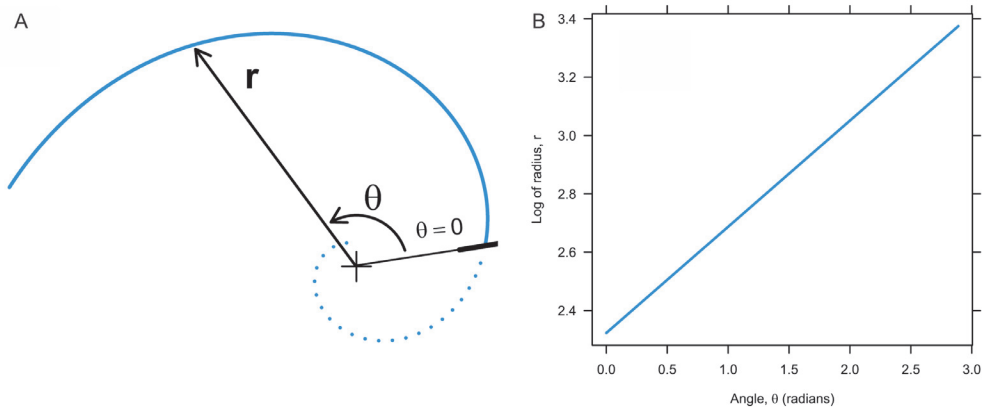 A
r
θ
θ = 0
B
Log of radius, r
3.4
3.2
3.0
2.8
2.6
2.4
0.0 0.5 1.0 1.5 2.0 2.5 3.0
Angle, θ (radians)